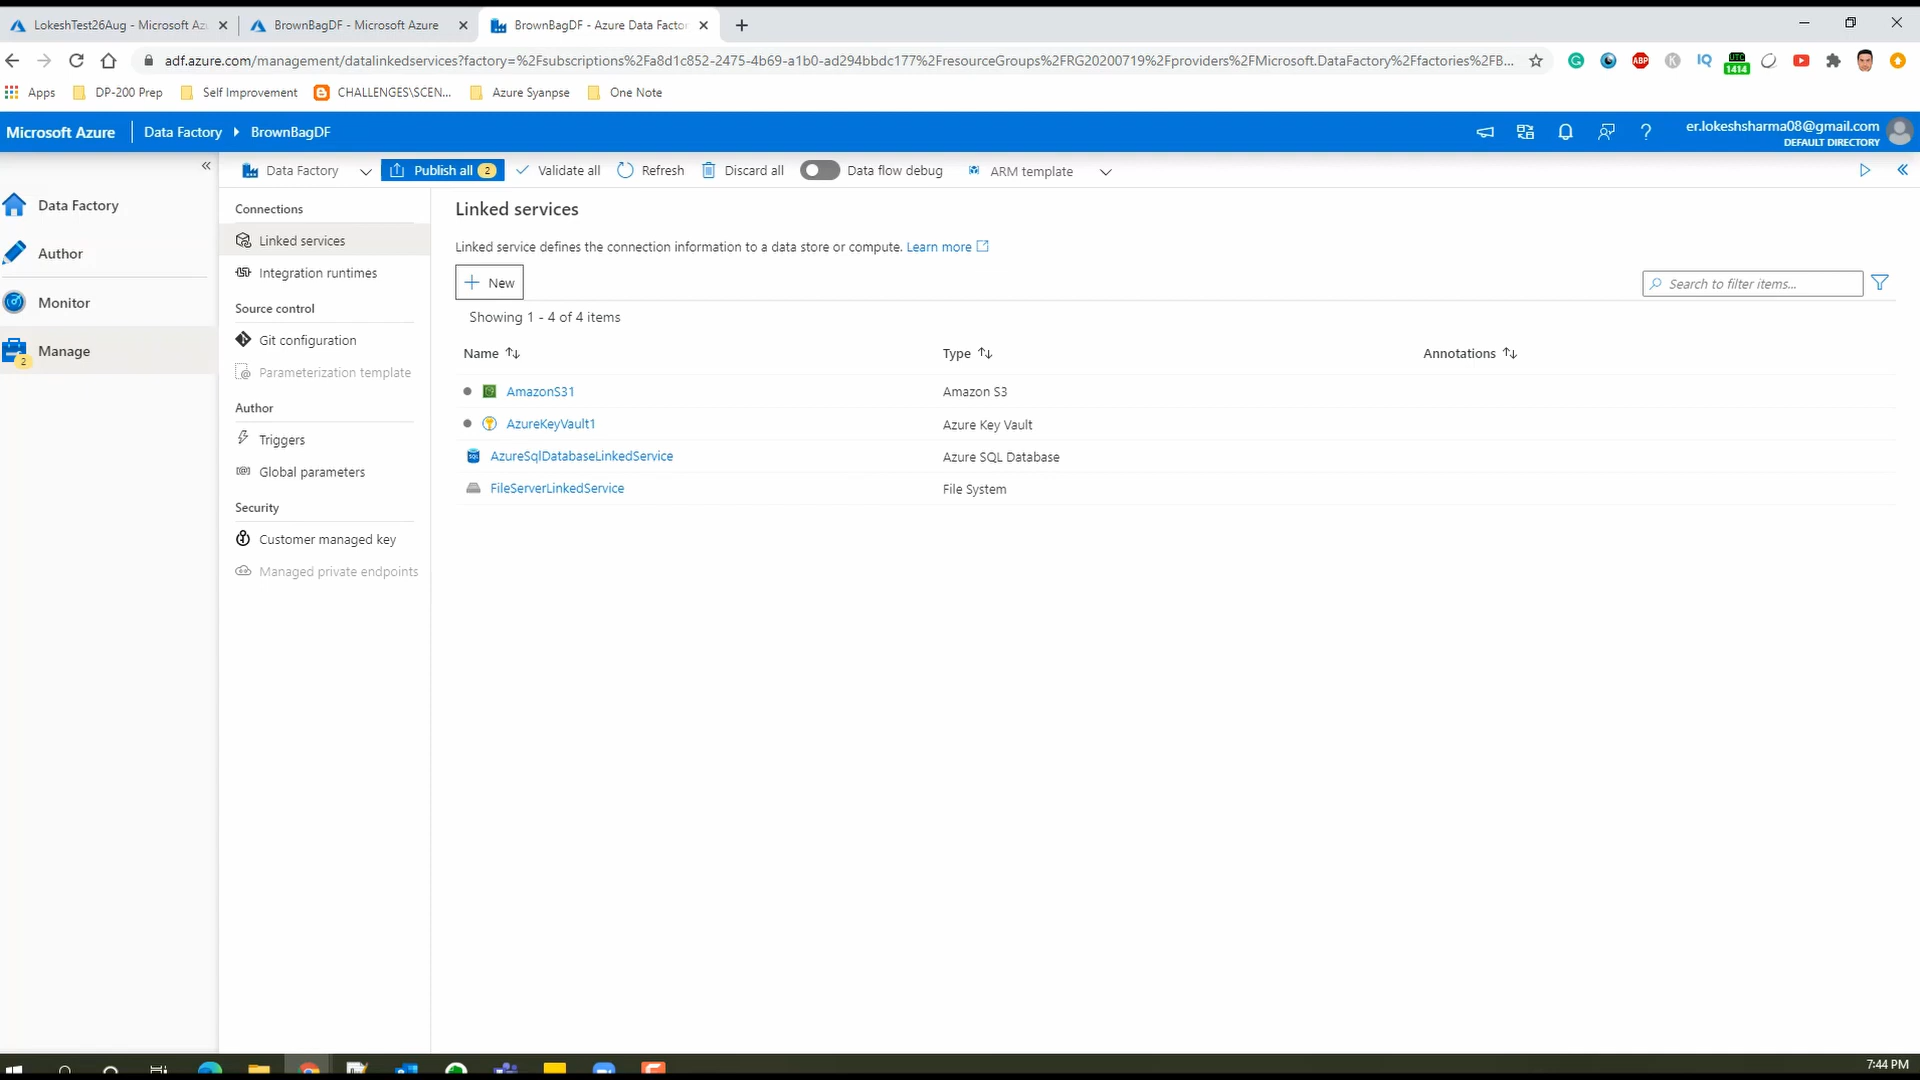 LokeshTest26Aug - Microsoft Az
BrownBagDF - Microsoft Azure
BrownBagDF - Azure Data Factor
adf.azure.com/management/datalinkedservices?factory=%2Fsubscriptions%2Fa8d1c852-2475-4b69-a1b0-ad294bbdc177%2FresourceGroups%2FRG20200719%2Fproviders%2FMicrosoft.DataFactory%2Ffactories%2FB...
ABP
K
IQ
UTC
1414
Apps
DP-200 Prep
Self Improvement
CHALLENGES\SCEN...
Azure Syanpse
One Note
Microsoft Azure
Data Factory
BrownBagDF
er.lokeshsharma08@gmail.com
DEFAULT DIRECTORY
Data Factory
Publish all 2
Validate all
Refresh
Discard all
Data flow debug
ARM template
Data Factory
Author
Monitor
Manage
2
Connections
Linked services
Integration runtimes
Source control
Git configuration
Parameterization template
Author
Triggers
Global parameters
Security
Customer managed key
Managed private endpoints
Linked services
Linked service defines the connection information to a data store or compute. Learn more
New
Search to filter items...
Showing 1 - 4 of 4 items
Name Type Annotations
AmazonS31 Amazon S3
AzureKeyVault1 Azure Key Vault
AzureSqlDatabaseLinkedService Azure SQL Database
FileServerLinkedService File System
7:44 PM